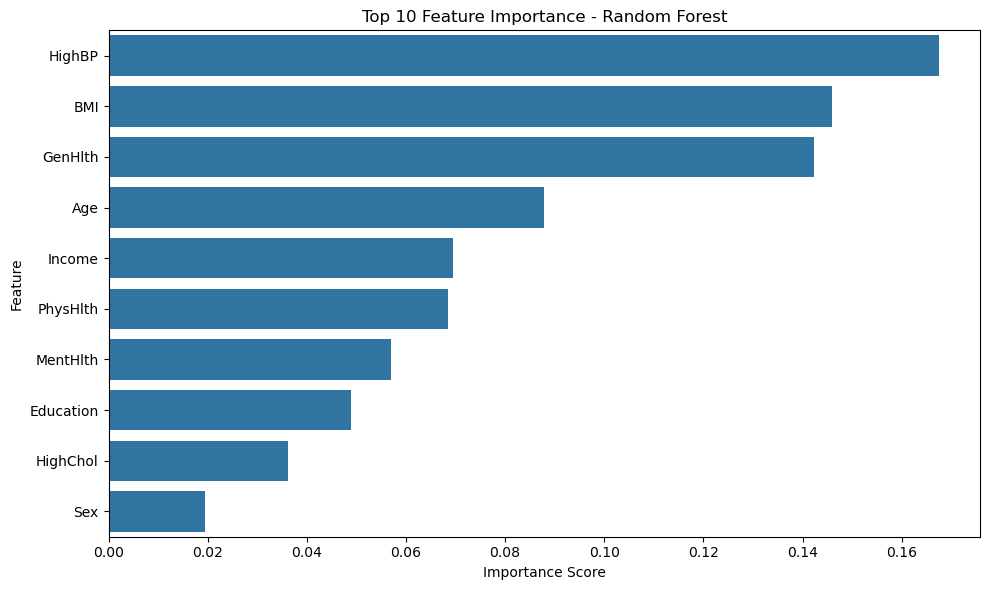 Top 10 Feature Importance - Random Forest
HighBP
BMI
GenHlth
Age
Income
PhysHlth
MentHlth
Education
HighChol
Sex
Feature
0.00 0.02 0.04 0.06 0.08 0.10 0.12 0.14 0.16
Importance Score